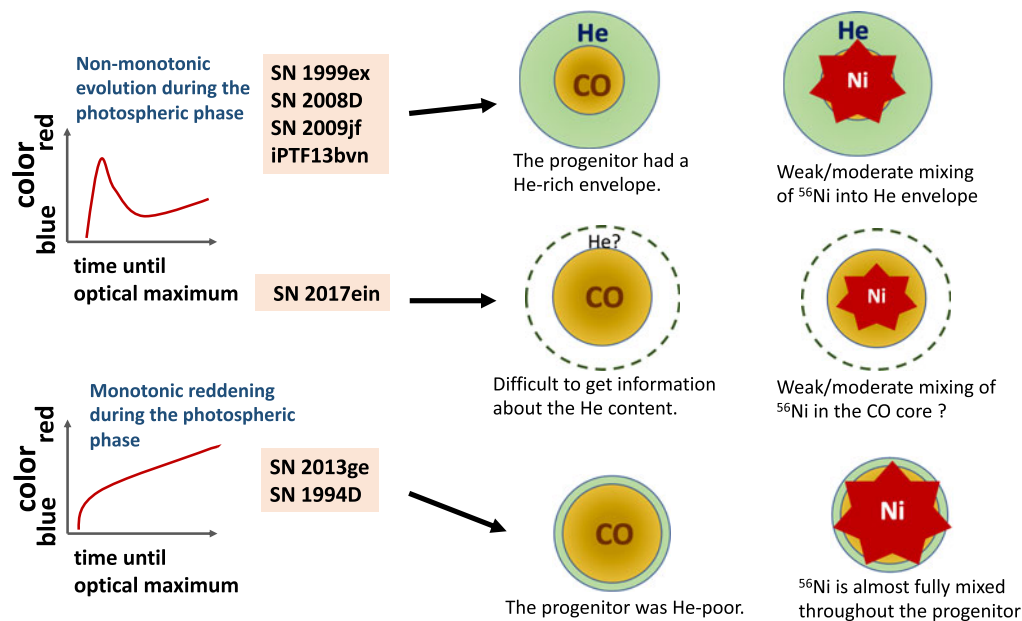 Non-monotonic
evolution during the
photospheric phase
color
blue red
time until
optical maximum
SN 1999ex
SN 2008D
SN 2009jf
iPTF13bvn
He
CO
The progenitor had a
He-rich envelope.
He
Ni
Weak/moderate mixing
of ⁵⁶Ni into He envelope
SN 2017ein
He?
CO
Difficult to get information
about the He content.
Ni
Weak/moderate mixing of
⁵⁶Ni in the CO core ?
Monotonic reddening
during the photospheric
phase
color
blue red
time until
optical maximum
SN 2013ge
SN 1994D
CO
The progenitor was He-poor.
Ni
⁵⁶Ni is almost fully mixed
throughout the progenitor